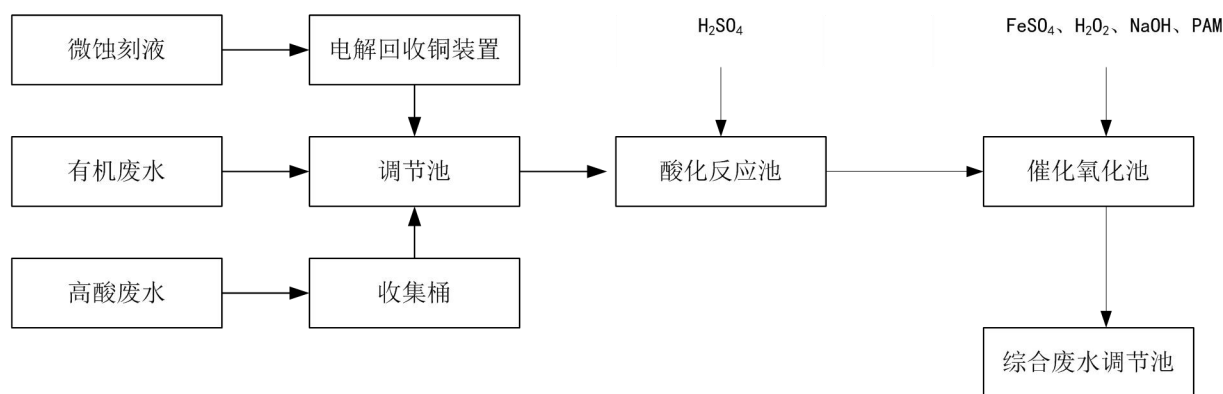 H₂SO₄
FeSO₄、H₂O₂、NaOH、PAM
微蚀刻液
电解回收铜装置
有机废水
调节池
酸化反应池
催化氧化池
高酸废水
收集桶
综合废水调节池